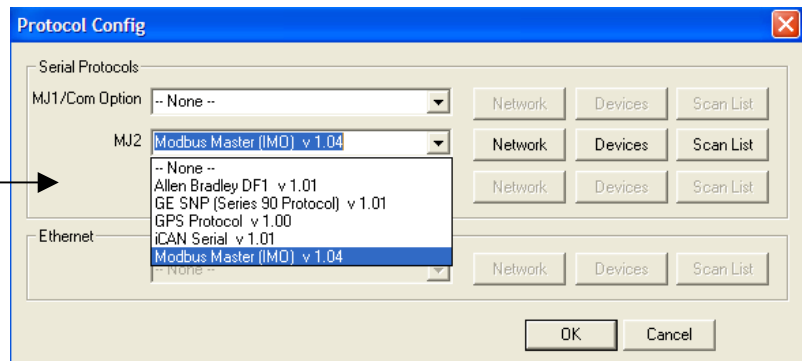 Protocol Config
Serial Protocols
MJ1/Com Option -- None -- Network Devices Scan List
MJ2 Modbus Master (IMO) v 1.04 Network Devices Scan List
-- None --
Allen Bradley DF1 v 1.01
Network Devices Scan List
GE SNP (Series 90 Protocol) v 1.01
GPS Protocol v 1.00
Ethernet
iCAN Serial v 1.01
Modbus Master (IMO) v 1.04
-- None -- Network Devices Scan List
OK Cancel